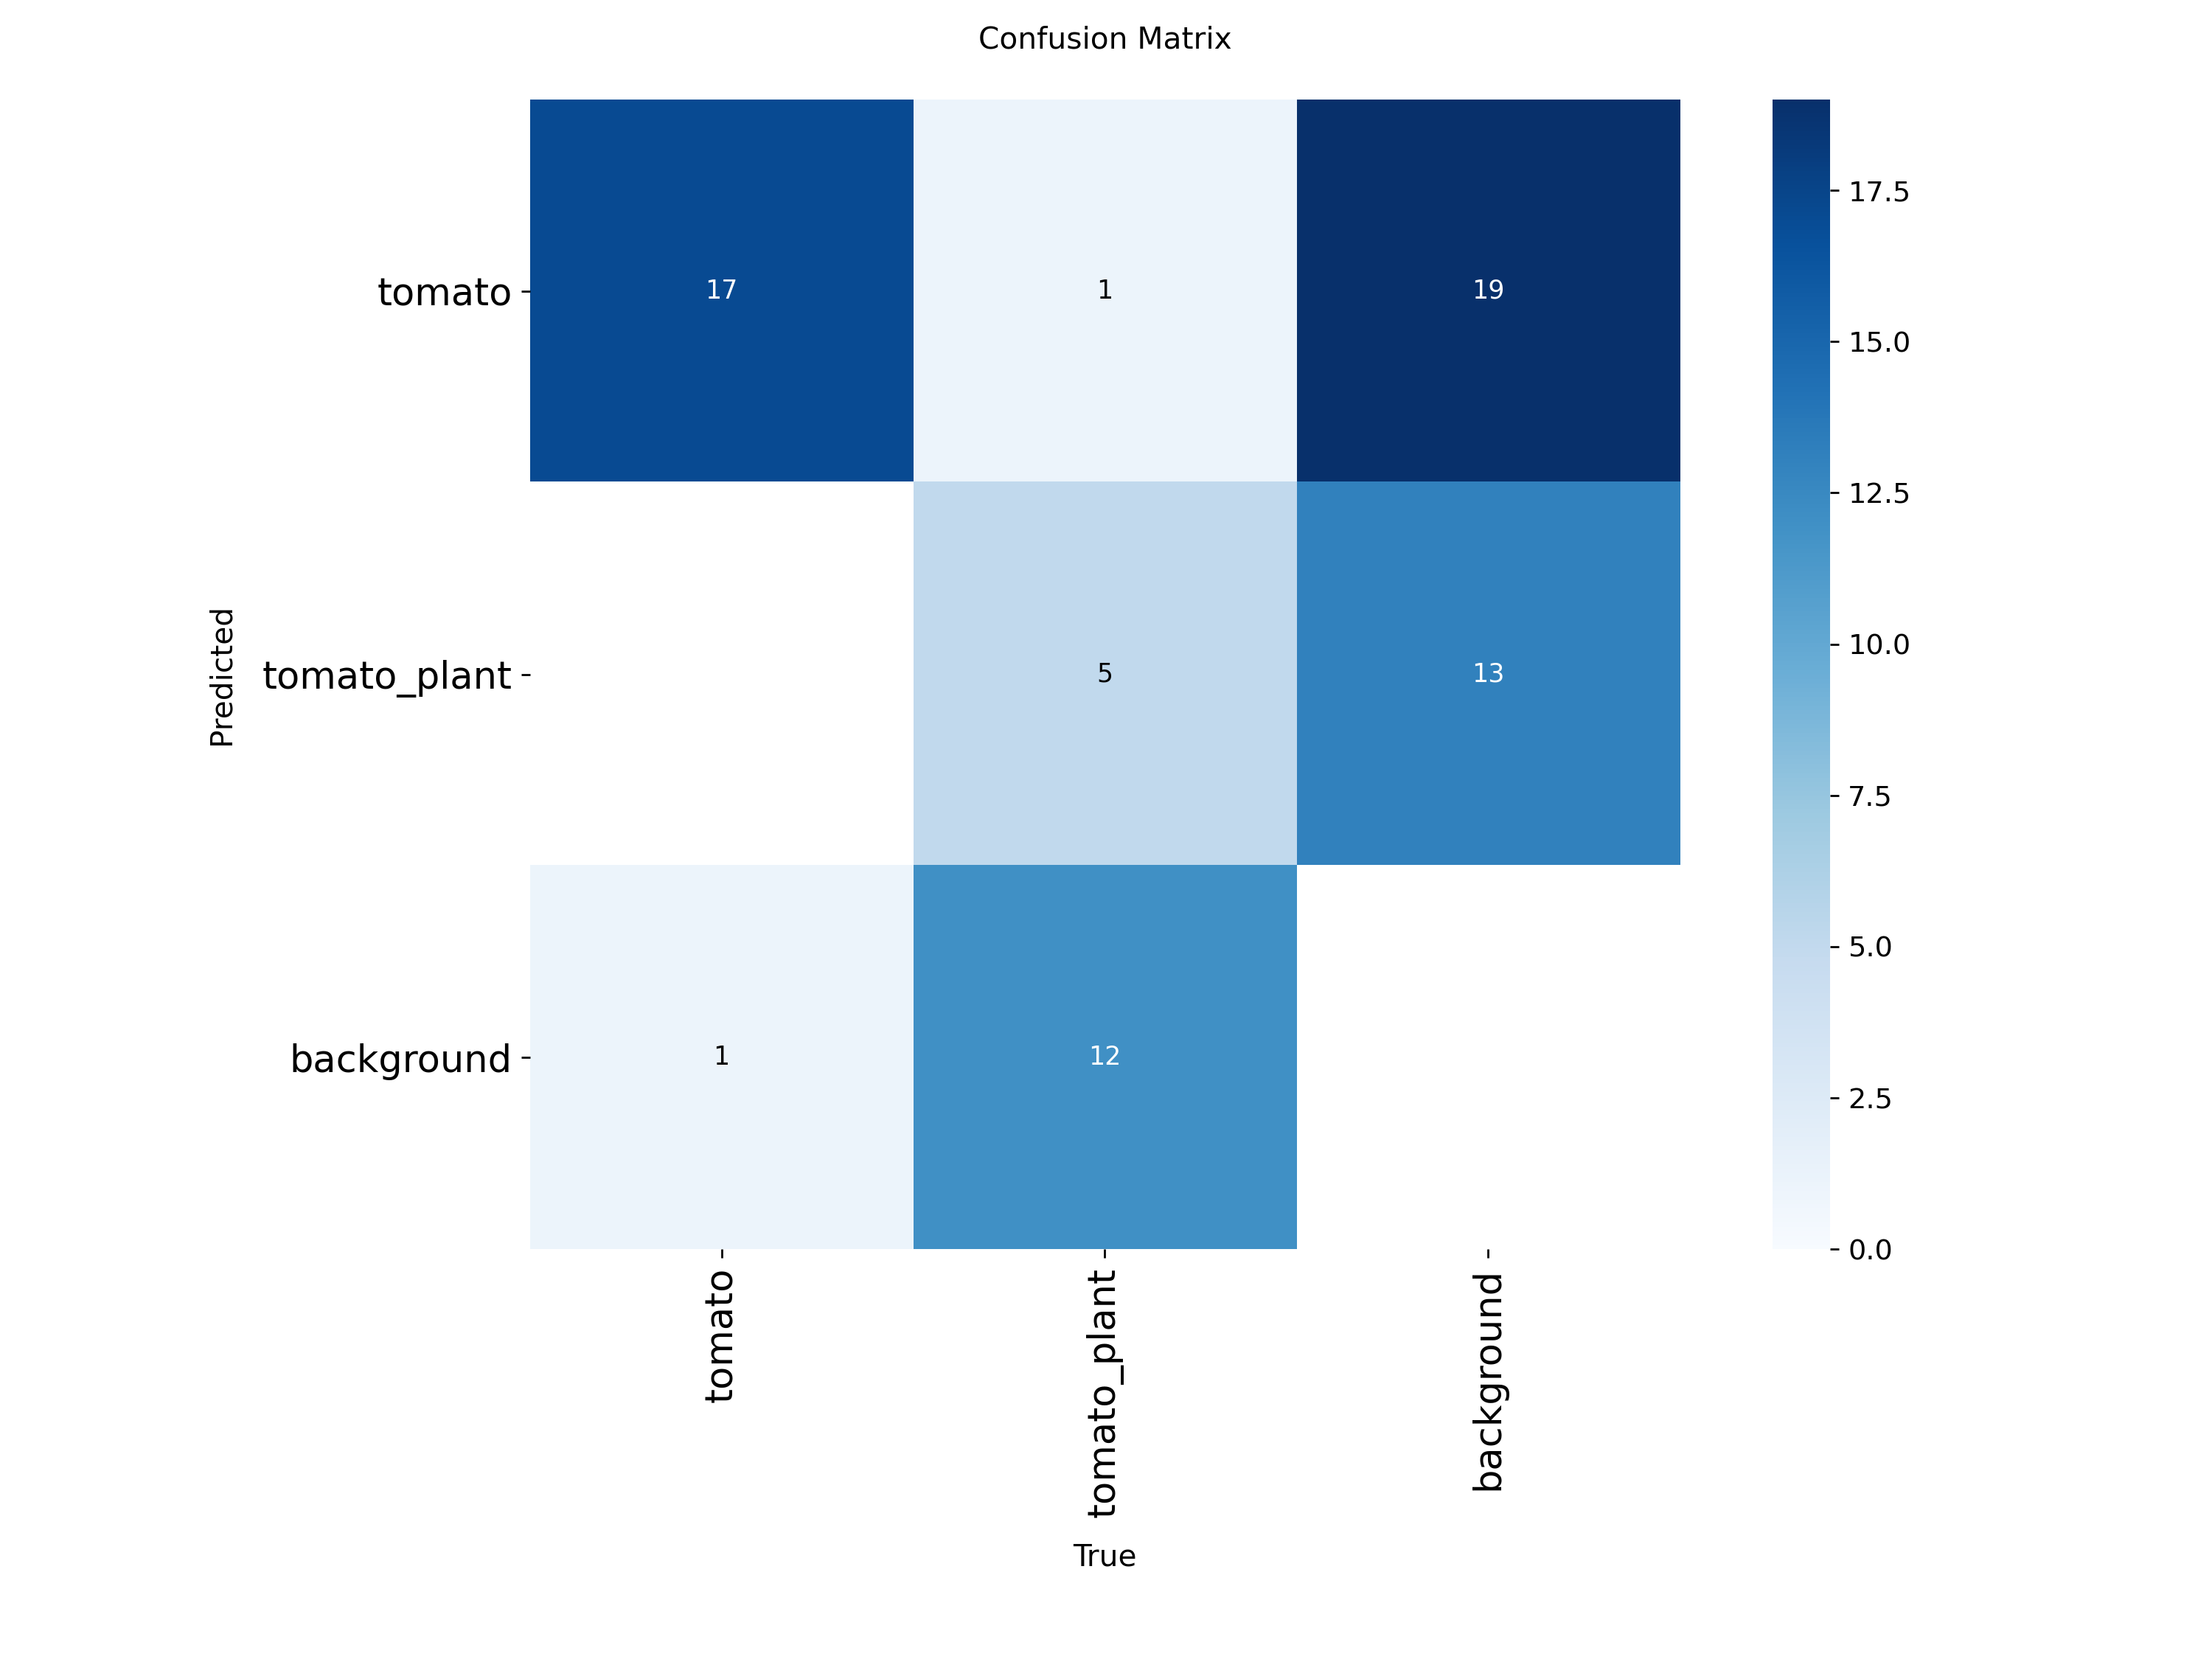 Confusion Matrix
tomato
17
1
19
17.5
15.0
12.5
Predicted
tomato_plant
5
13
10.0
7.5
5.0
background
1
12
2.5
0.0
tomato
tomato_plant
background
True